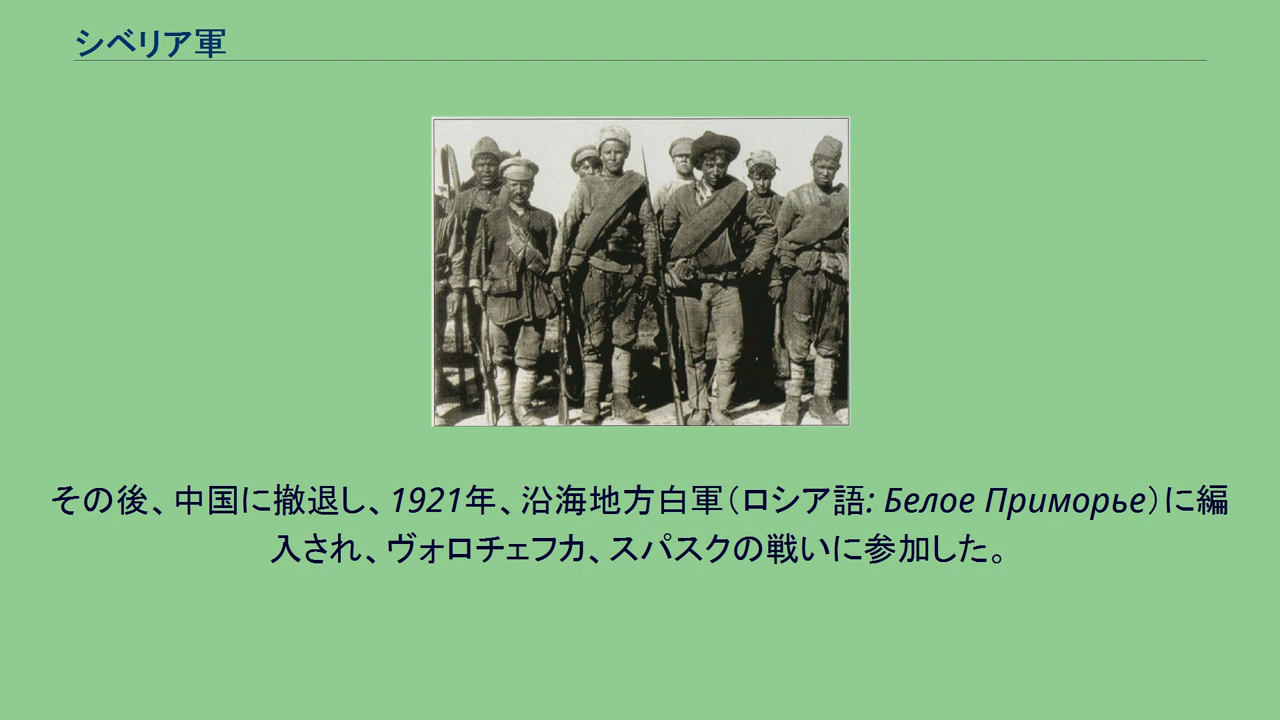 シベリア軍
その後、中国に撤退し、1921年、沿海地方白軍（ロシア語: Белое Приморье）に編
入され、ヴォロチェフカ、スパスクの戦いに参加した。